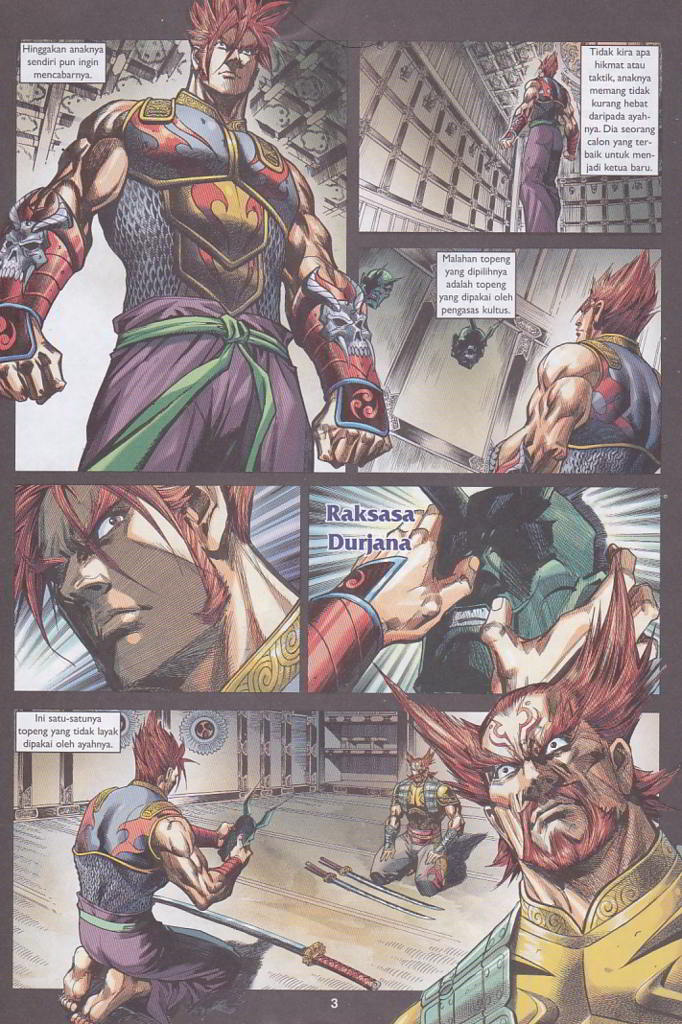 Hinggakan anaknya
sendiri pun ingin
mencabarnya.
Tidak kira apa
hikmat atau
taktik, anaknya
memang tidak
kurang hebat
daripada ayah-
nya. Dia seorang
calon yang ter-
baik untuk men-
jadi ketua baru.
Malahan topeng
yang dipilihnya
adalah topeng
yang dipakai oleh
pengasas kultus.
Raksasa
Durjana
Ini satu-satunya
topeng yang tidak layak
dipakai oleh ayahnya.
3